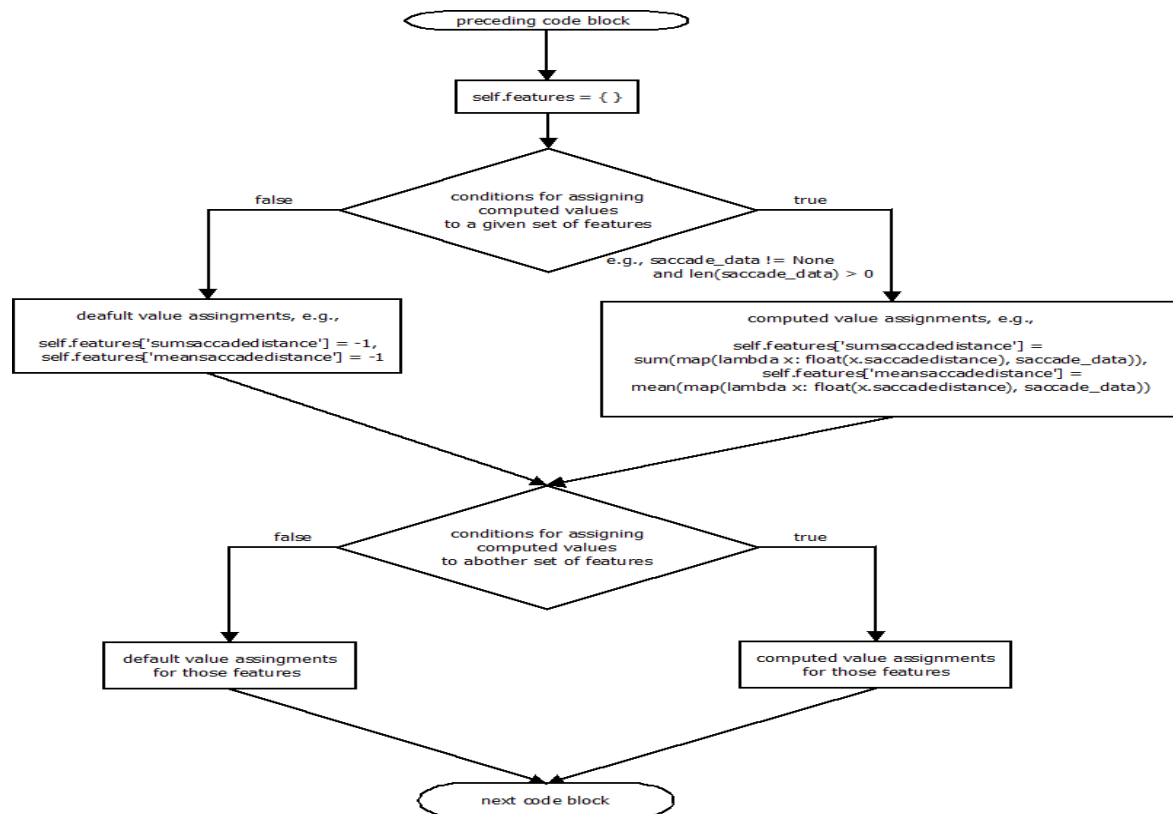 preceding code block
self.features = { }
conditions for assigning
computed values
to a given set of features
false
true
e.g., saccade_data != None
and len(saccade_data) > 0
deafult value assingments, e.g.,
self.features['sumsaccadedistance'] = -1,
self.features['meansaccadedistance'] = -1
computed value assignments, e.g.,
self.features['sumsaccadedistance'] =
sum(map(lambda x: float(x.saccadedistance), saccade_data)),
self.features['meansaccadedistance'] =
mean(map(lambda x: float(x.saccadedistance), saccade_data))
conditions for assigning
computed values
to abother set of features
false
true
default value assingments
for those features
computed value assignments
for those features
next code block